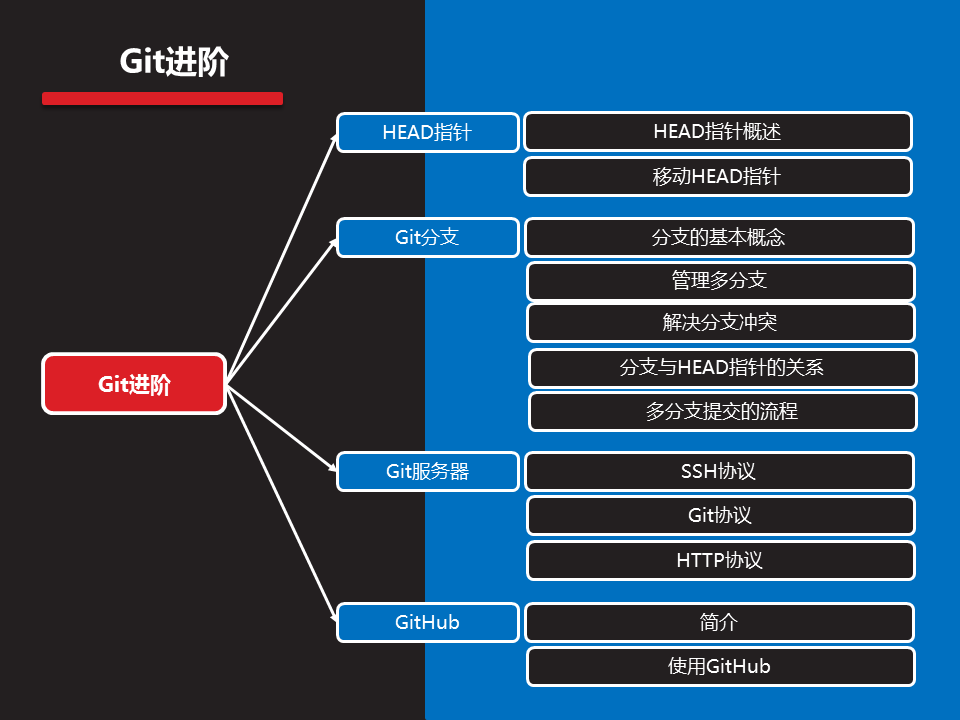 Git进阶
HEAD指针
HEAD指针概述
移动HEAD指针
Git分支
分支的基本概念
管理多分支
解决分支冲突
分支与HEAD指针的关系
多分支提交的流程
Git进阶
Git服务器
SSH协议
Git协议
HTTP协议
GitHub
简介
使用GitHub